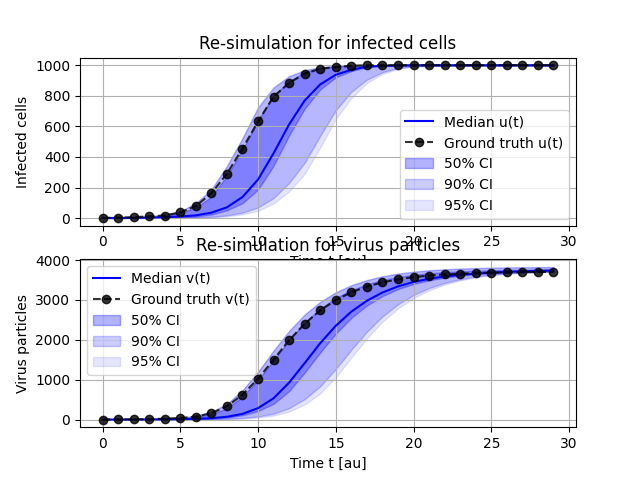 Re-simulation for infected cells
Infected cells
1000
800
600
400
200
0
Median u(t)
Ground truth u(t)
50% CI
90% CI
95% CI
0 5 10 15 20 25 30
Time t [au]
Re-simulation for virus particles
Virus particles
4000
3000
2000
1000
0
Median v(t)
Ground truth v(t)
50% CI
90% CI
95% CI
0 5 10 15 20 25 30
Time t [au]